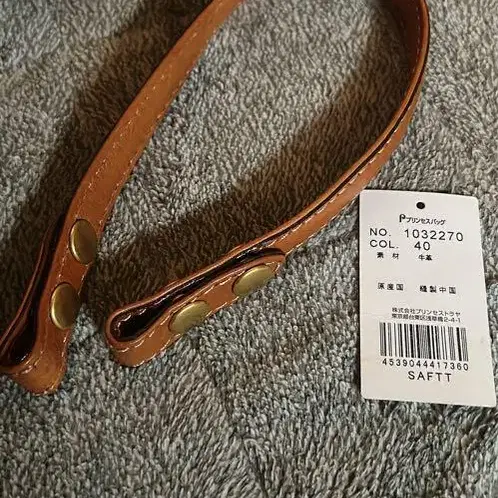 プリンセスバッグ
NO. 1032270
COL. 40
素材 牛革
原産国 縫製中国
株式会社プリンセストラヤ
東京都台東区浅草橋2-4-1
4539044417360
SAFTT